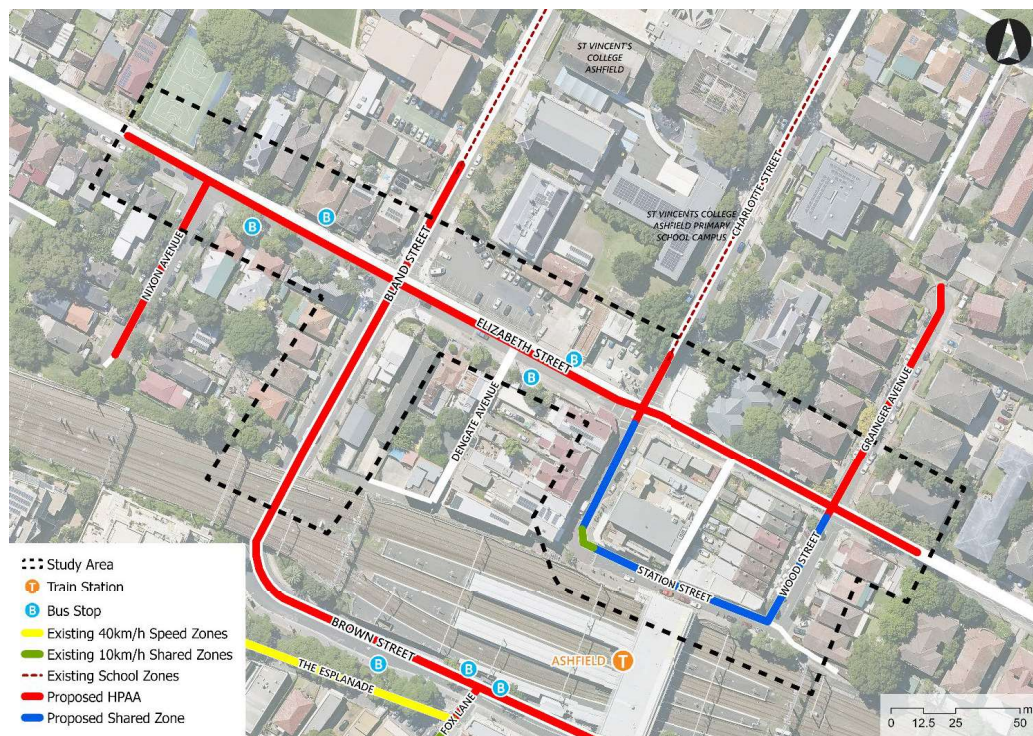 ST VINCENT'S
COLLEGE
ASHFIELD
CHARLOTTE STREET
ST VINCENTS COLLEGE
ASHFIELD PRIMARY
SCHOOL CAMPUS
B
B
NIXON AVENUE
BLAND STREET
ELIZABETH STREET
B
B
DENGATE AVENUE
GRAINGER AVENUE
STATION STREET
WOOD STREET
BROWN STREET
ASHFIELD T
B
B
B
THE ESPLANADE
FOX LANE
Study Area
T Train Station
B Bus Stop
Existing 40km/h Speed Zones
Existing 10km/h Shared Zones
Existing School Zones
Proposed HPAA
Proposed Shared Zone
m
0 12.5 25 50